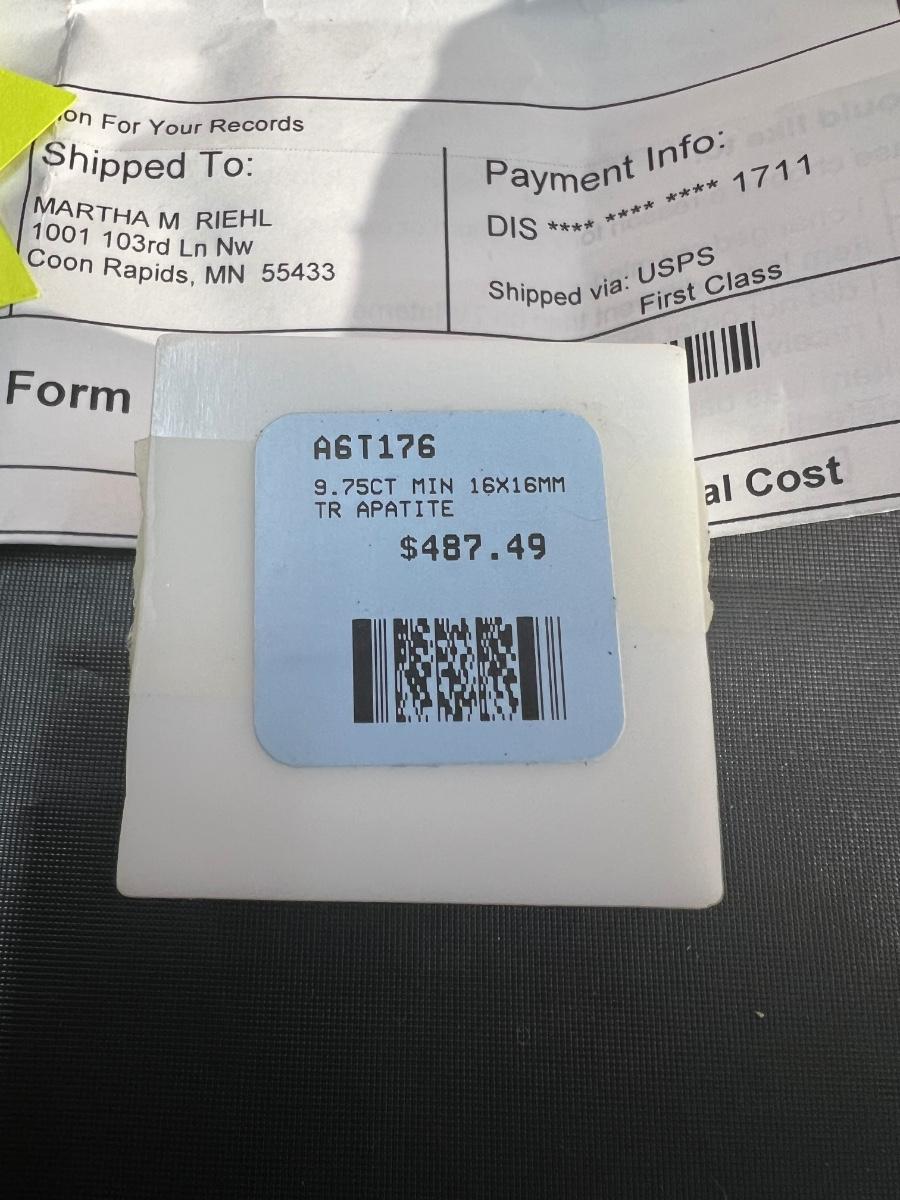 on For Your Records
Shipped To:
MARTHA M RIEHL
1001 103rd Ln Nw
Coon Rapids, MN 55433
Payment Info:
DIS **** **** **** 1711
Shipped via: USPS
First Class
Form
al Cost
A6T176
9.75CT MIN 16X16MM
TR APATITE
$487.49